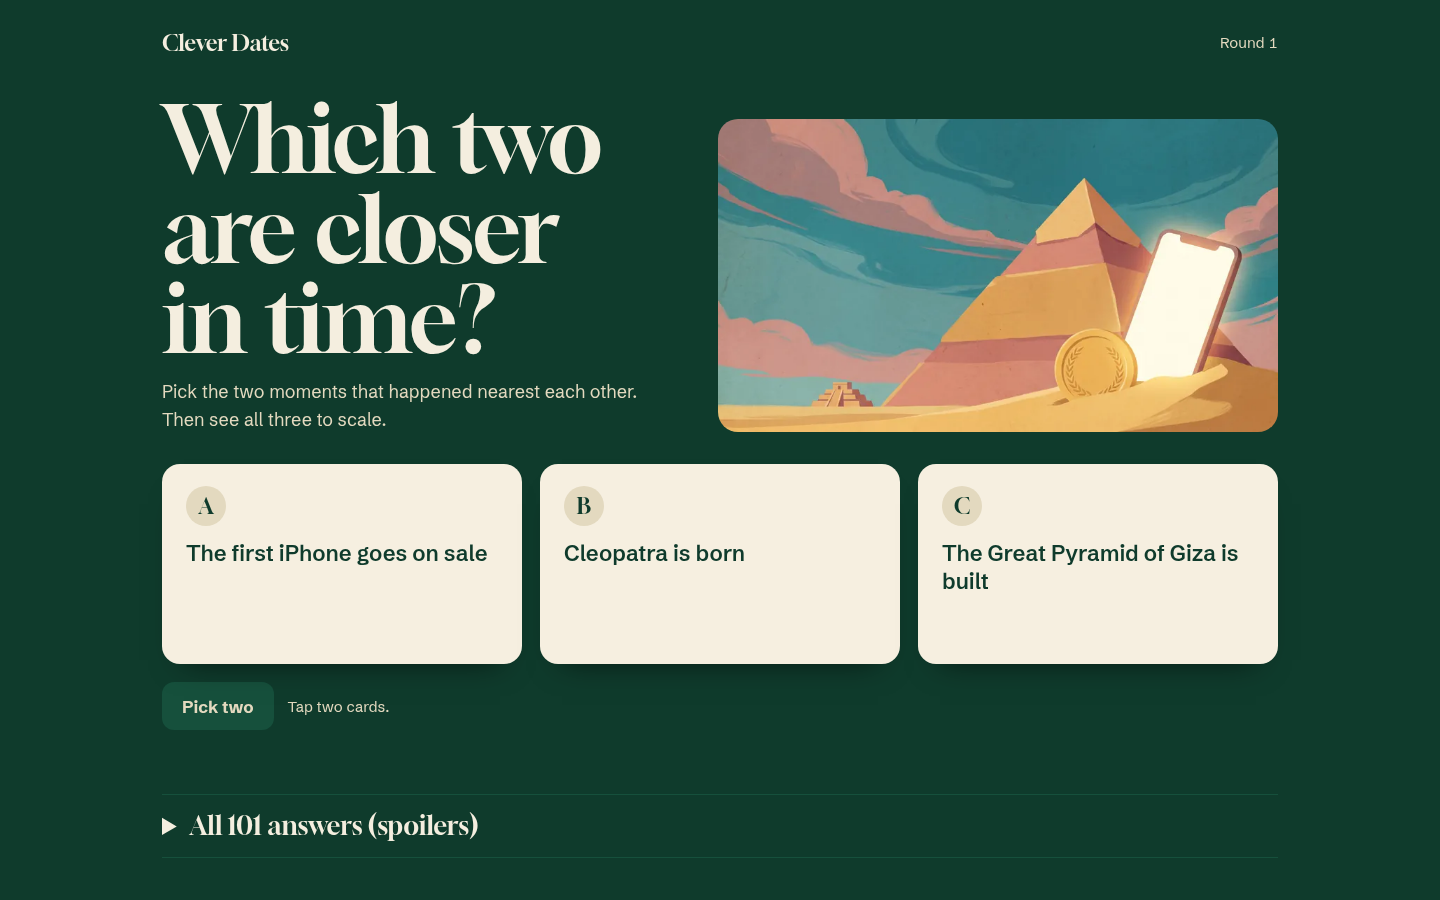 Clever Dates
Round 1
Which two
are closer
in time?
Pick the two moments that happened nearest each other.
Then see all three to scale.
A
The first iPhone goes on sale
B
Cleopatra is born
C
The Great Pyramid of Giza is
built
Pick two
Tap two cards.
All 101 answers (spoilers)